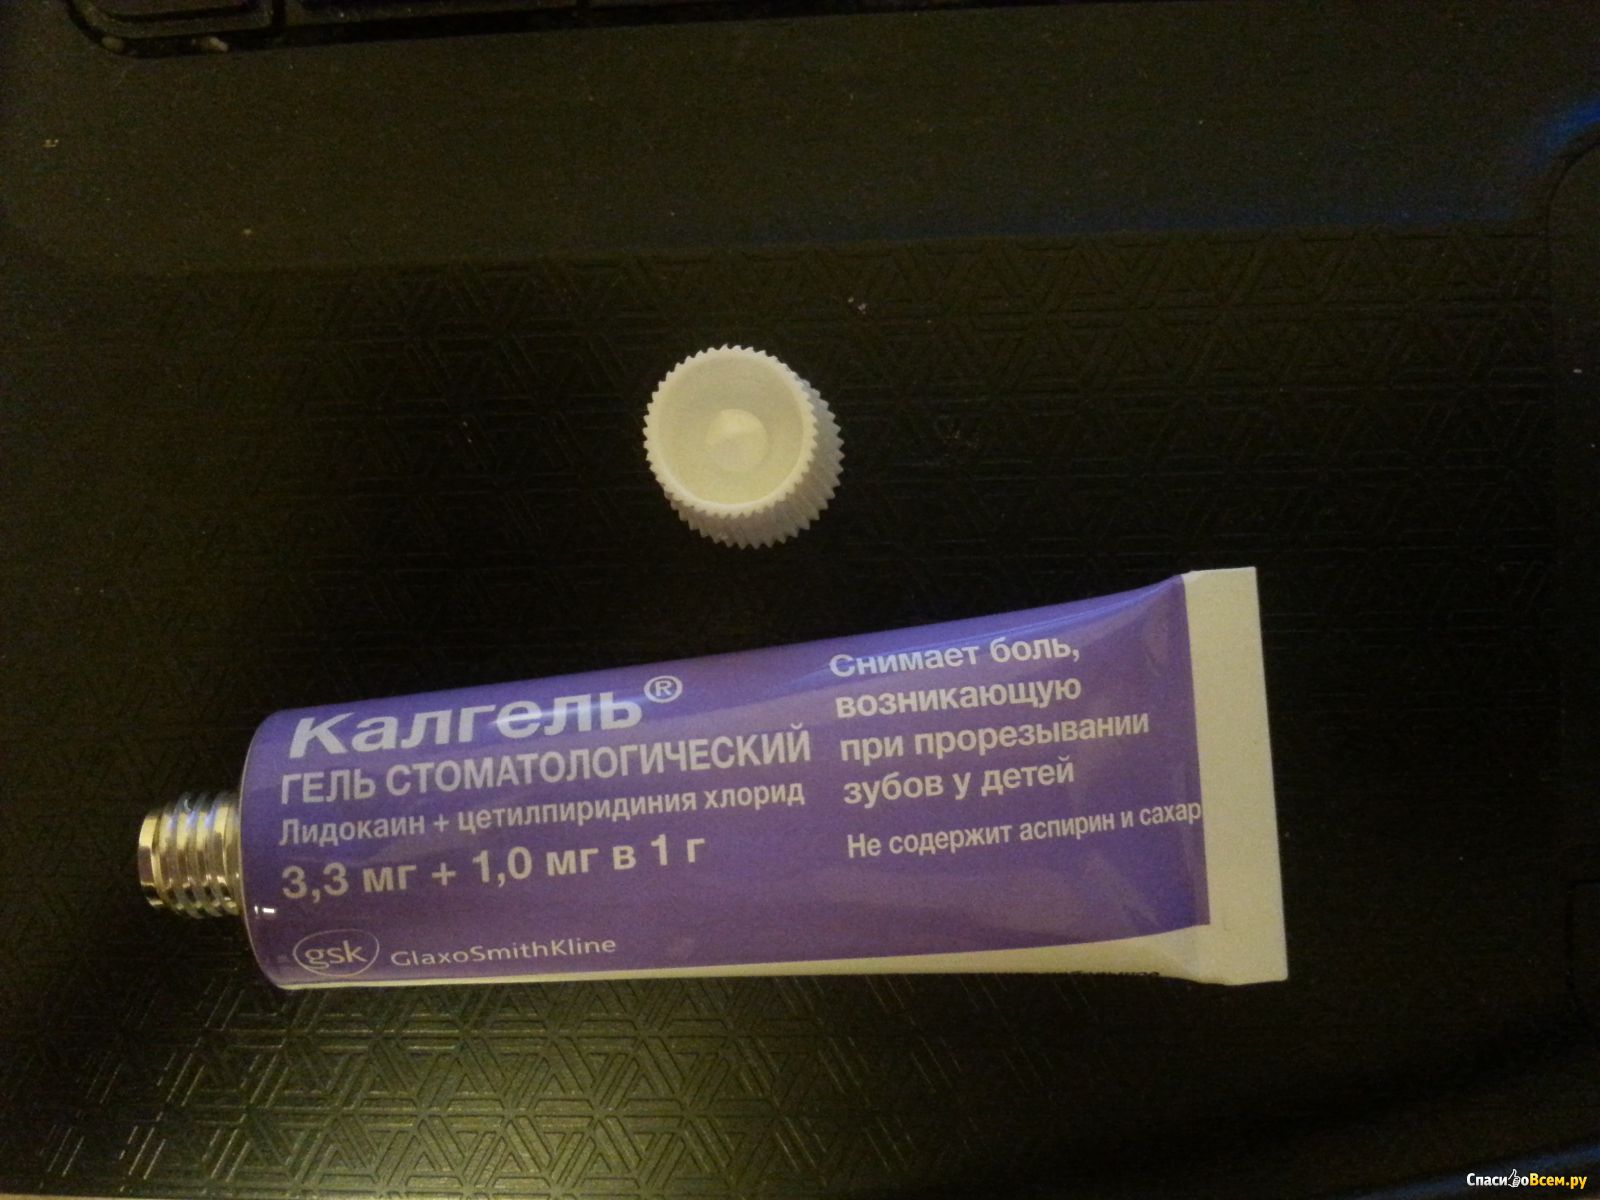 Калгель®
ГЕЛЬ СТОМАТОЛОГИЧЕСКИЙ
Лидокаин + цетилпиридиния хлорид
3,3 мг + 1,0 мг в 1 г
gsk GlaxoSmithKline
Снимает боль,
возникающую
при прорезывании
зубов у детей
Не содержит аспирин и сахар
СпасибоВсем.ру